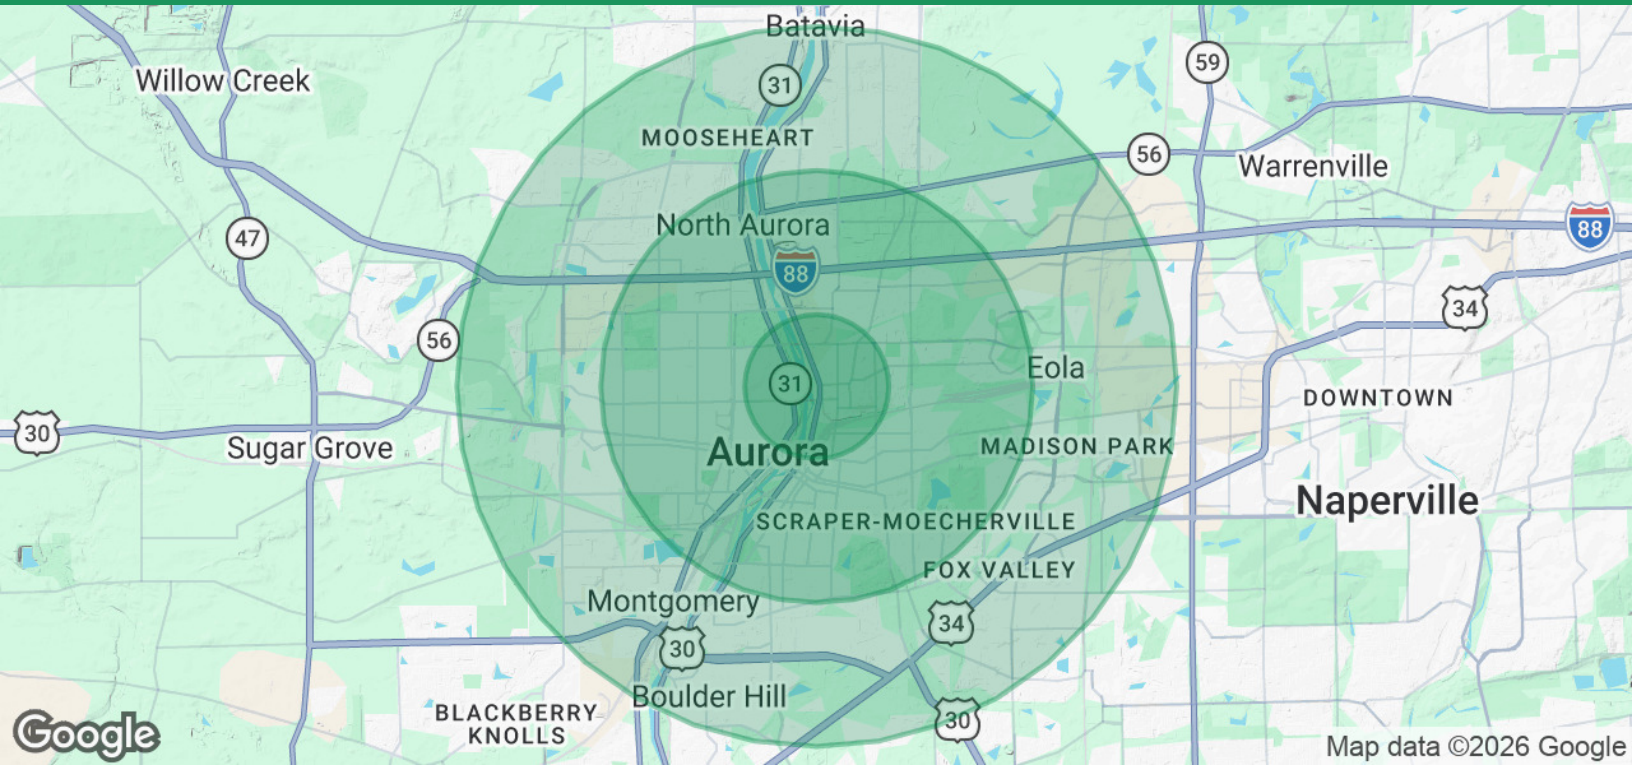 Batavia
59
Willow Creek
31
MOOSEHEART
56
Warrenville
North Aurora
47
88
88
34
56
Eola
31
DOWNTOWN
30
Sugar Grove
Aurora
MADISON PARK
Naperville
SCRAPER-MOECHERVILLE
FOX VALLEY
Montgomery
34
30
Boulder Hill
BLACKBERRY
KNOLLS
30
Google
Map data ©2026 Google